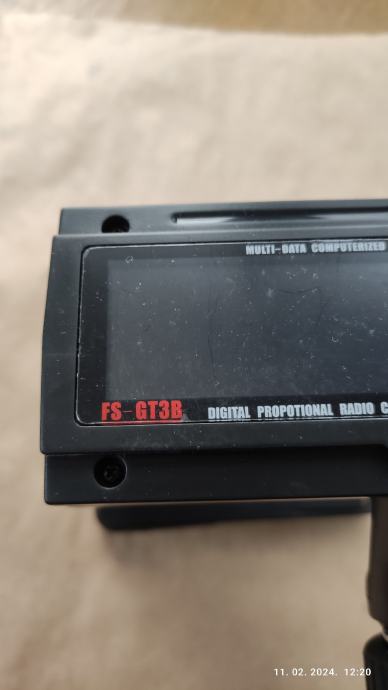 MULTI-DATA COMPUTERIZED
FS-GT3B
DIGITAL PROPOTIONAL RADIO C
11. 02. 2024. 12:20